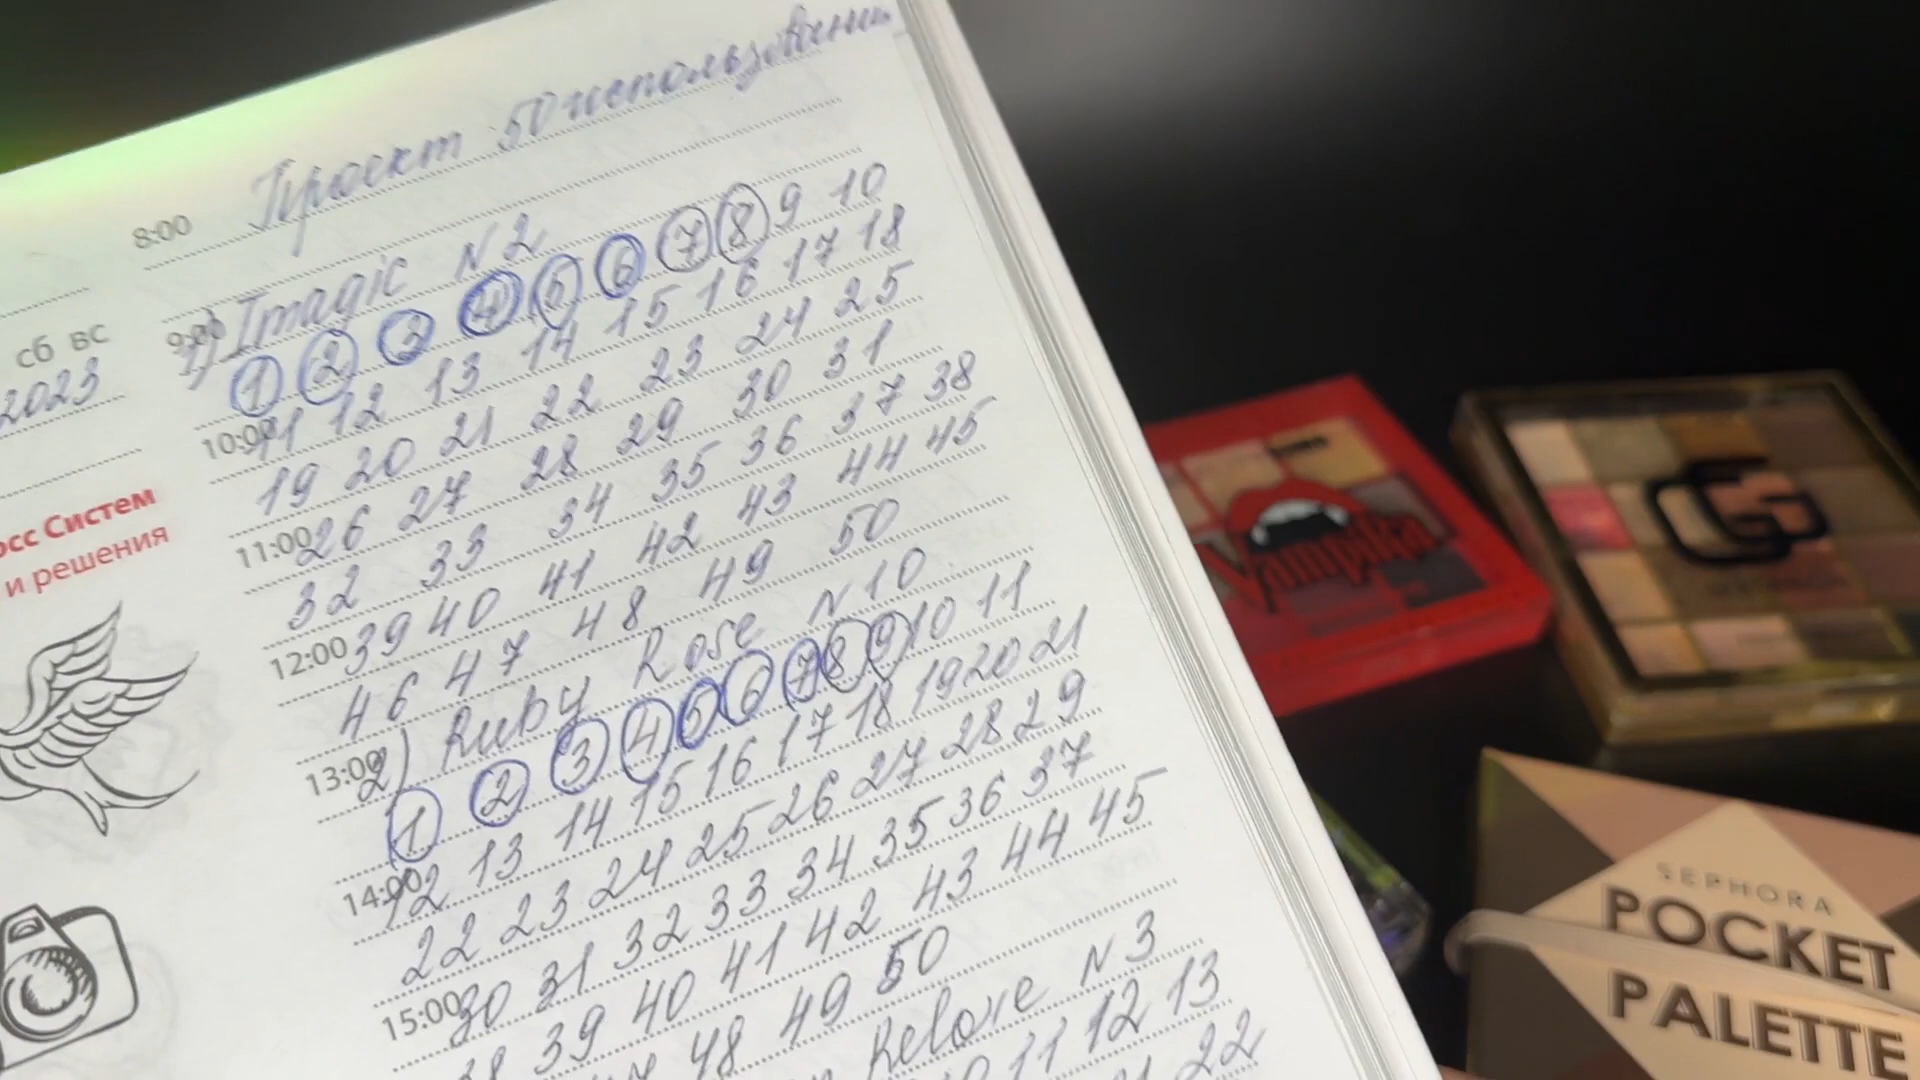 8:00 Проект 50 использовани
9:00 1) Imagic N2
1 2 3 4 5 6 7 8 9 10
10:00 11 12 13 14 15 16 17 18
19 20 21 22 23 24 25
11:00 26 27 28 29 30 31
32 33 34 35 36 37 38
12:00 39 40 41 42 43 44 45
46 47 48 49 50
13:00 2) Ruby Rose N10
1 2 3 4 5 6 7 8 9 10 11
14:00 12 13 14 15 16 17 18 19 20 21
22 23 24 25 26 27 28 29
15:00 30 31 32 33 34 35 36 37
38 39 40 41 42 43 44 45
48 49 50
Relove N3
10 11 12 13
22
сб вс
2023
осс Систем
и решения
Vampika
SEPHORA
POCKET
PALETTE